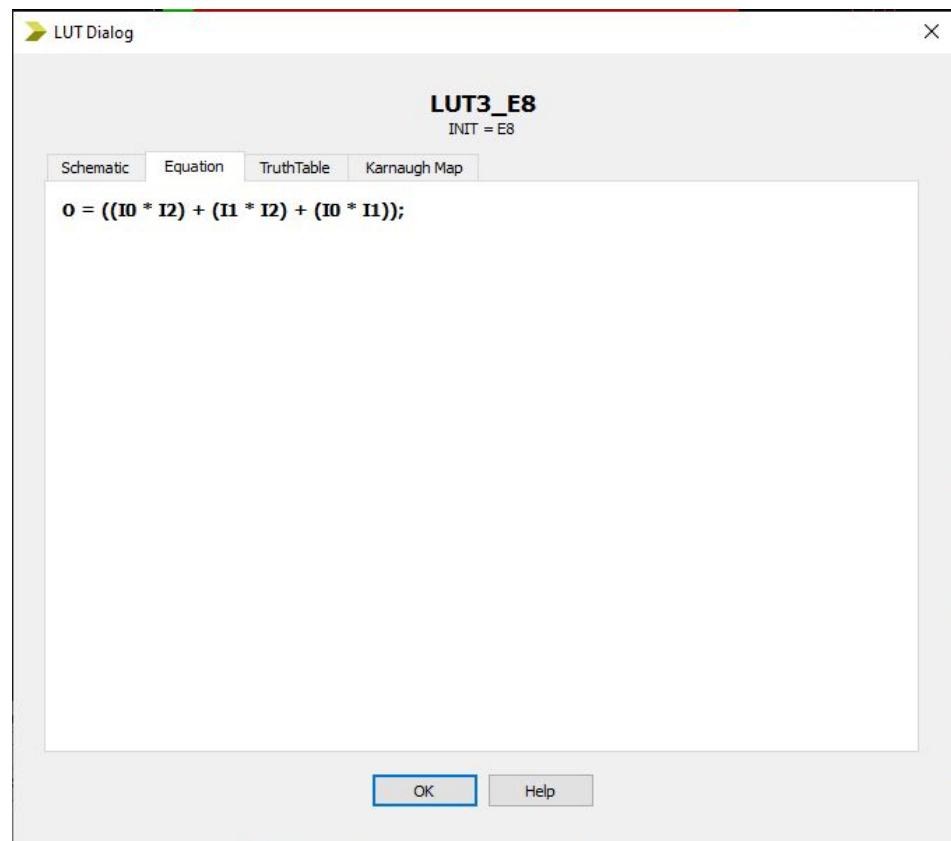 LUT Dialog
LUT3_E8
INIT = E8
Schematic Equation TruthTable Karnaugh Map
O = ((I0 * I2) + (I1 * I2) + (I0 * I1));
OK Help